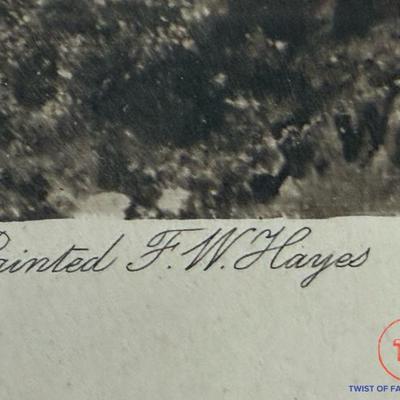 Painted F.W. Hayes
TWIST OF FA